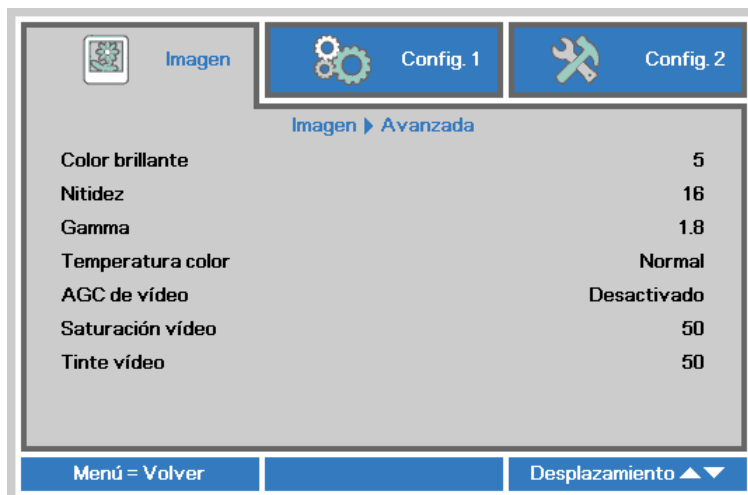 Imagen Config. 1 Config. 2
Imagen ▶ Avanzada
Color brillante 5
Nitidez 16
Gamma 1.8
Temperatura color Normal
AGC de vídeo Desactivado
Saturación vídeo 50
Tinte vídeo 50
Menú = Volver Desplazamiento ▲▼